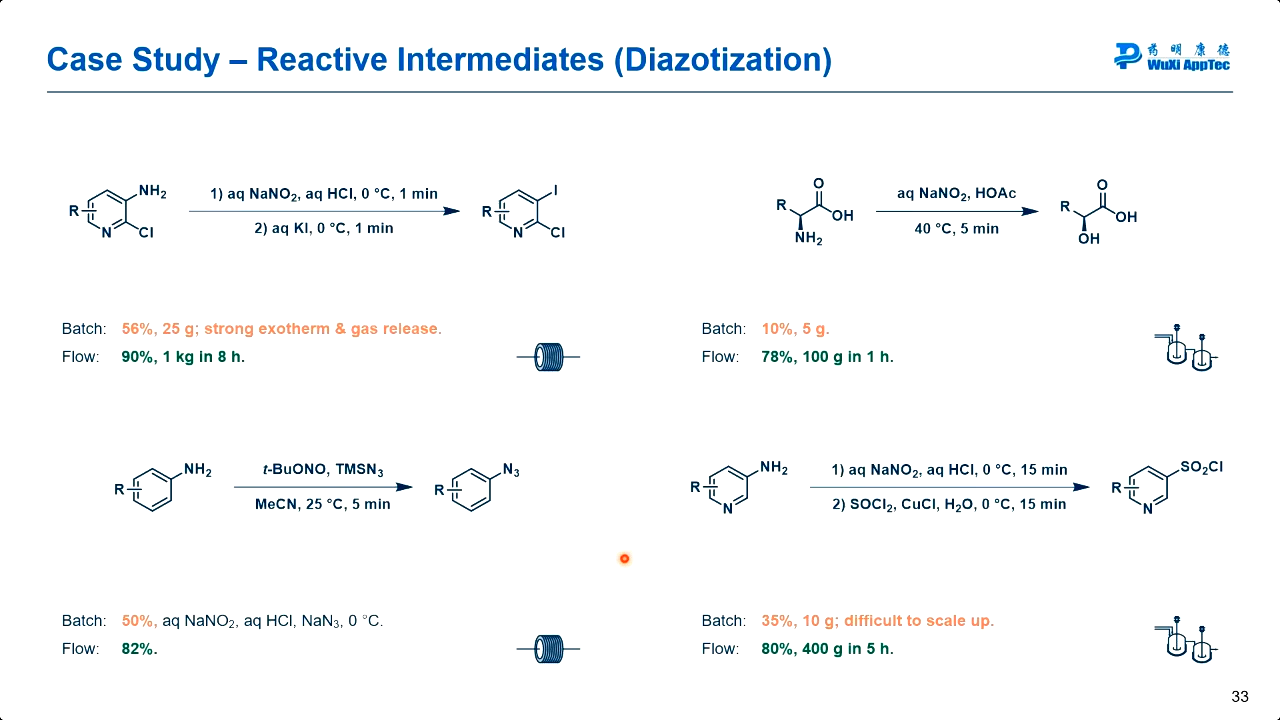 Case Study – Reactive Intermediates (Diazotization)
药 明 康 德
WuXi AppTec
R
NH₂
N
Cl
1) aq NaNO₂, aq HCl, 0 °C, 1 min
2) aq KI, 0 °C, 1 min
R
I
N
Cl
R
O
OH
NH₂
aq NaNO₂, HOAc
40 °C, 5 min
R
O
OH
OH
Batch: 56%, 25 g; strong exotherm & gas release.
Flow: 90%, 1 kg in 8 h.
Batch: 10%, 5 g.
Flow: 78%, 100 g in 1 h.
R
NH₂
t-BuONO, TMSN₃
MeCN, 25 °C, 5 min
R
N₃
R
NH₂
N
1) aq NaNO₂, aq HCl, 0 °C, 15 min
2) SOCl₂, CuCl, H₂O, 0 °C, 15 min
R
SO₂Cl
N
Batch: 50%, aq NaNO₂, aq HCl, NaN₃, 0 °C.
Flow: 82%.
Batch: 35%, 10 g; difficult to scale up.
Flow: 80%, 400 g in 5 h.
33